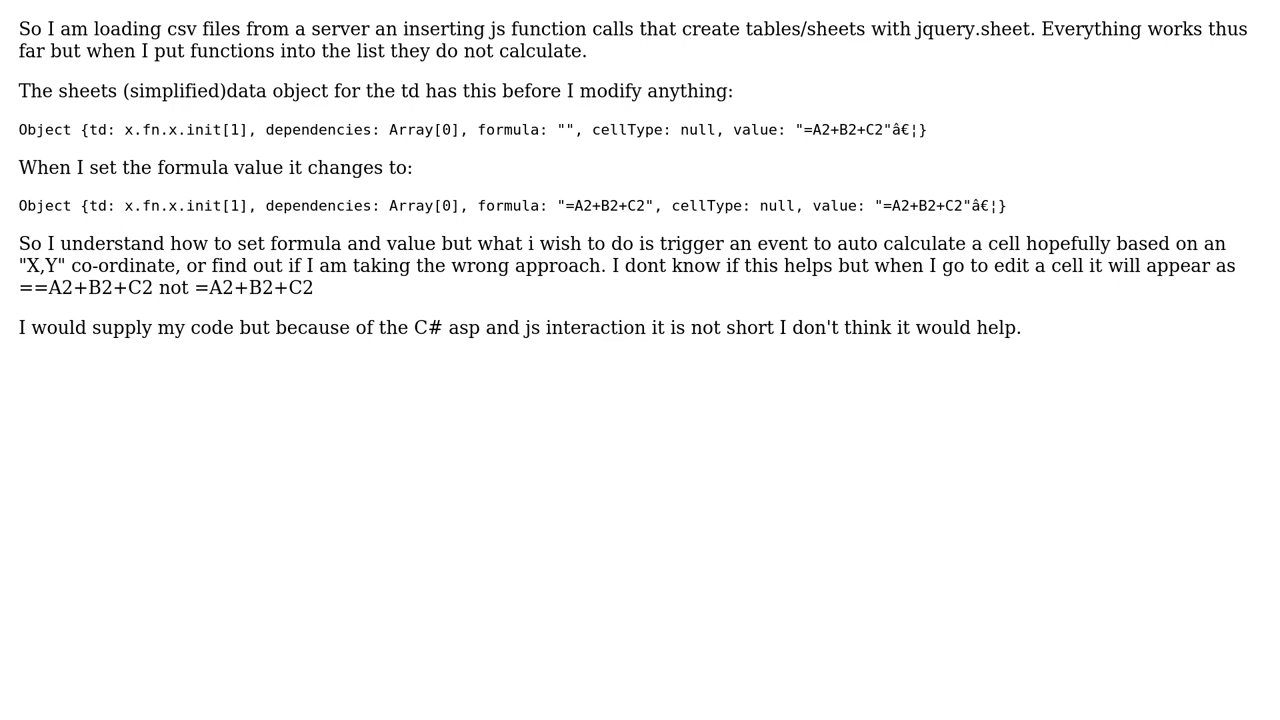 So I am loading csv files from a server an inserting js function calls that create tables/sheets with jquery.sheet. Everything works thus
far but when I put functions into the list they do not calculate.
The sheets (simplified)data object for the td has this before I modify anything:
Object {td: x.fn.x.init[1], dependencies: Array[0], formula: "", cellType: null, value: "=A2+B2+C2"â€¦}
When I set the formula value it changes to:
Object {td: x.fn.x.init[1], dependencies: Array[0], formula: "=A2+B2+C2", cellType: null, value: "=A2+B2+C2"â€¦}
So I understand how to set formula and value but what i wish to do is trigger an event to auto calculate a cell hopefully based on an
"X,Y" co-ordinate, or find out if I am taking the wrong approach. I dont know if this helps but when I go to edit a cell it will appear as
==A2+B2+C2 not =A2+B2+C2
I would supply my code but because of the C# asp and js interaction it is not short I don't think it would help.